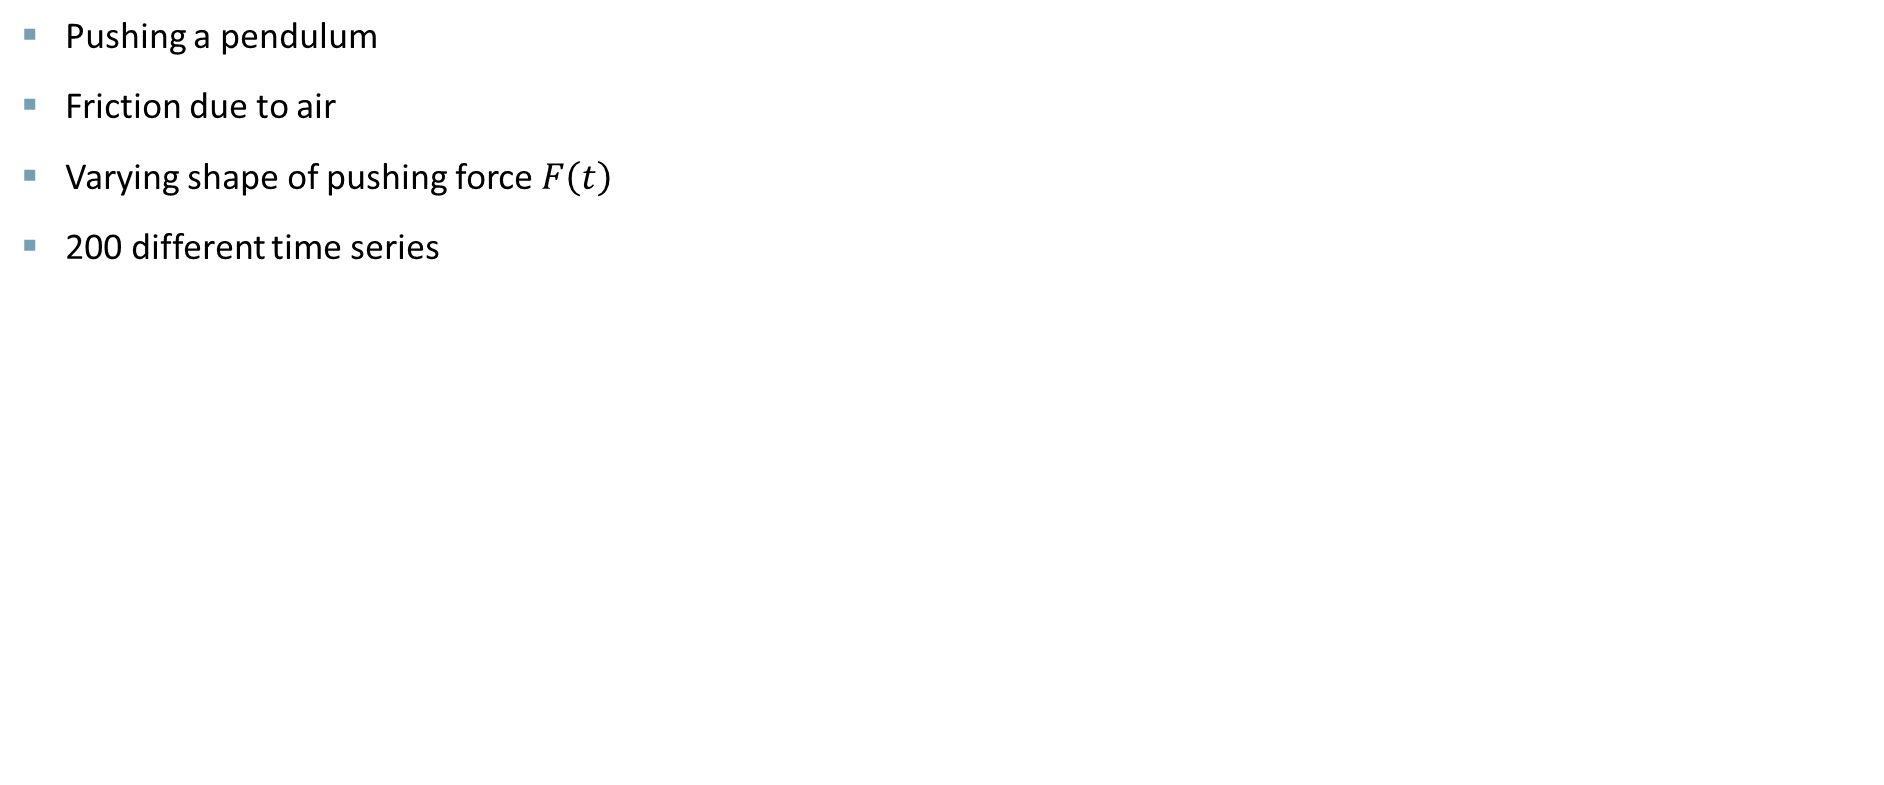 ▪ Pushing a pendulum
▪ Friction due to air
▪ Varying shape of pushing force F(t)
▪ 200 different time series